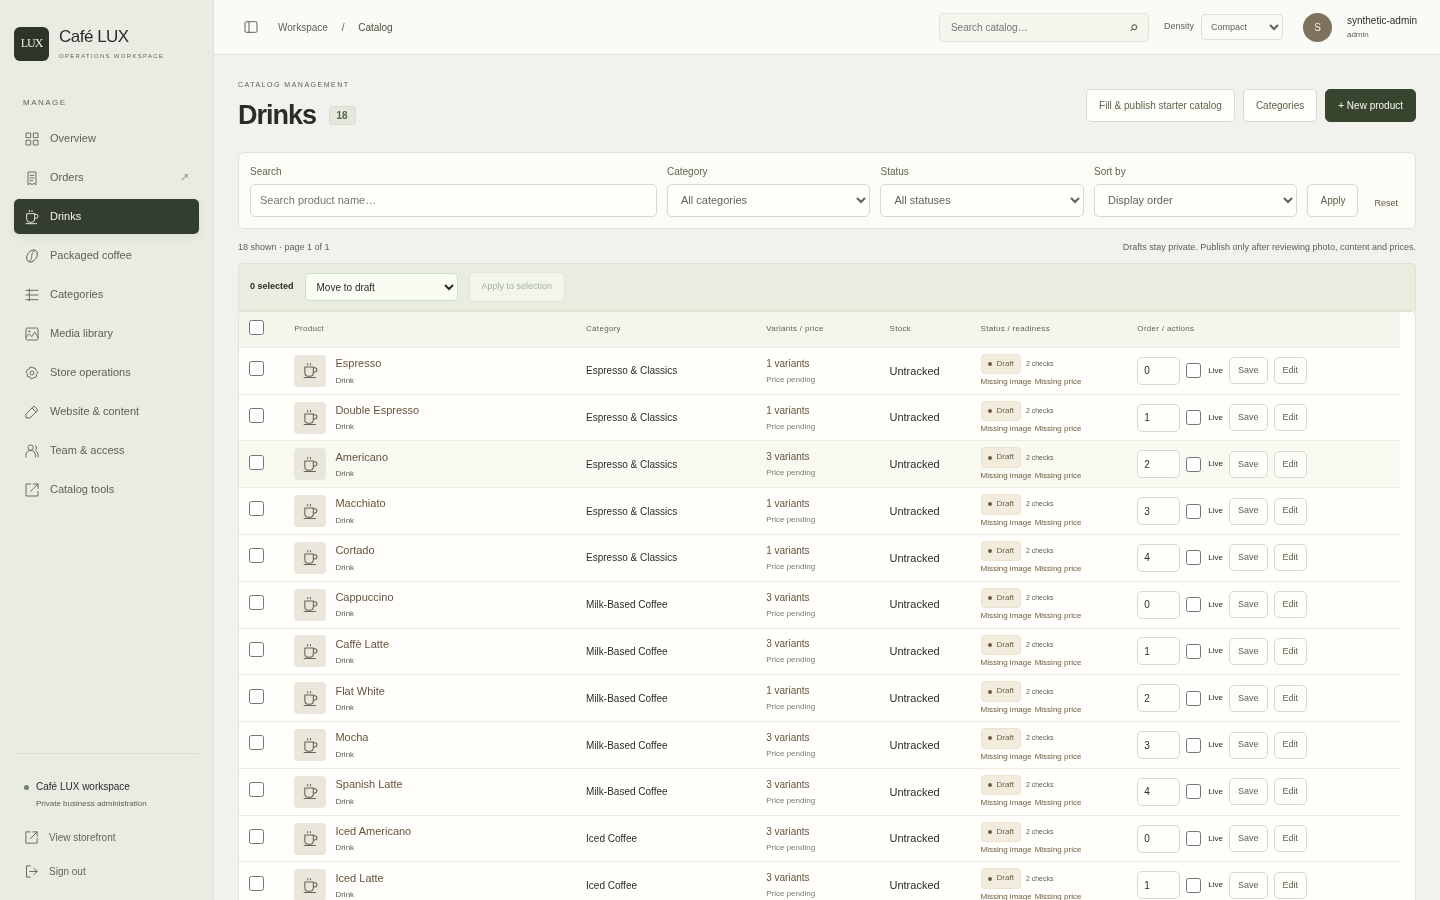 LUX
Café LUX
OPERATIONS WORKSPACE
MANAGE
Overview
Orders ↗
Drinks
Packaged coffee
Categories
Media library
Store operations
Website & content
Team & access
Catalog tools
Café LUX workspace
Private business administration
View storefront
Sign out
Workspace / Catalog
Search catalog…
Density Compact
S
synthetic-admin
admin
CATALOG MANAGEMENT
Drinks 18
Fill & publish starter catalog Categories + New product
Search Category Status Sort by
Search product name… All categories All statuses Display order Apply Reset
18 shown · page 1 of 1 Drafts stay private. Publish only after reviewing photo, content and prices.
0 selected Move to draft Apply to selection
Product Category Variants / price Stock Status / readiness Order / actions
Espresso
Drink
Espresso & Classics
1 variants
Price pending
Untracked
Draft 2 checks
Missing image Missing price
0 Live Save Edit
Double Espresso
Drink
Espresso & Classics
1 variants
Price pending
Untracked
Draft 2 checks
Missing image Missing price
1 Live Save Edit
Americano
Drink
Espresso & Classics
3 variants
Price pending
Untracked
Draft 2 checks
Missing image Missing price
2 Live Save Edit
Macchiato
Drink
Espresso & Classics
1 variants
Price pending
Untracked
Draft 2 checks
Missing image Missing price
3 Live Save Edit
Cortado
Drink
Espresso & Classics
1 variants
Price pending
Untracked
Draft 2 checks
Missing image Missing price
4 Live Save Edit
Cappuccino
Drink
Milk-Based Coffee
3 variants
Price pending
Untracked
Draft 2 checks
Missing image Missing price
0 Live Save Edit
Caffè Latte
Drink
Milk-Based Coffee
3 variants
Price pending
Untracked
Draft 2 checks
Missing image Missing price
1 Live Save Edit
Flat White
Drink
Milk-Based Coffee
1 variants
Price pending
Untracked
Draft 2 checks
Missing image Missing price
2 Live Save Edit
Mocha
Drink
Milk-Based Coffee
3 variants
Price pending
Untracked
Draft 2 checks
Missing image Missing price
3 Live Save Edit
Spanish Latte
Drink
Milk-Based Coffee
3 variants
Price pending
Untracked
Draft 2 checks
Missing image Missing price
4 Live Save Edit
Iced Americano
Drink
Iced Coffee
3 variants
Price pending
Untracked
Draft 2 checks
Missing image Missing price
0 Live Save Edit
Iced Latte
Drink
Iced Coffee
3 variants
Price pending
Untracked
Draft 2 checks
Missing image Missing price
1 Live Save Edit